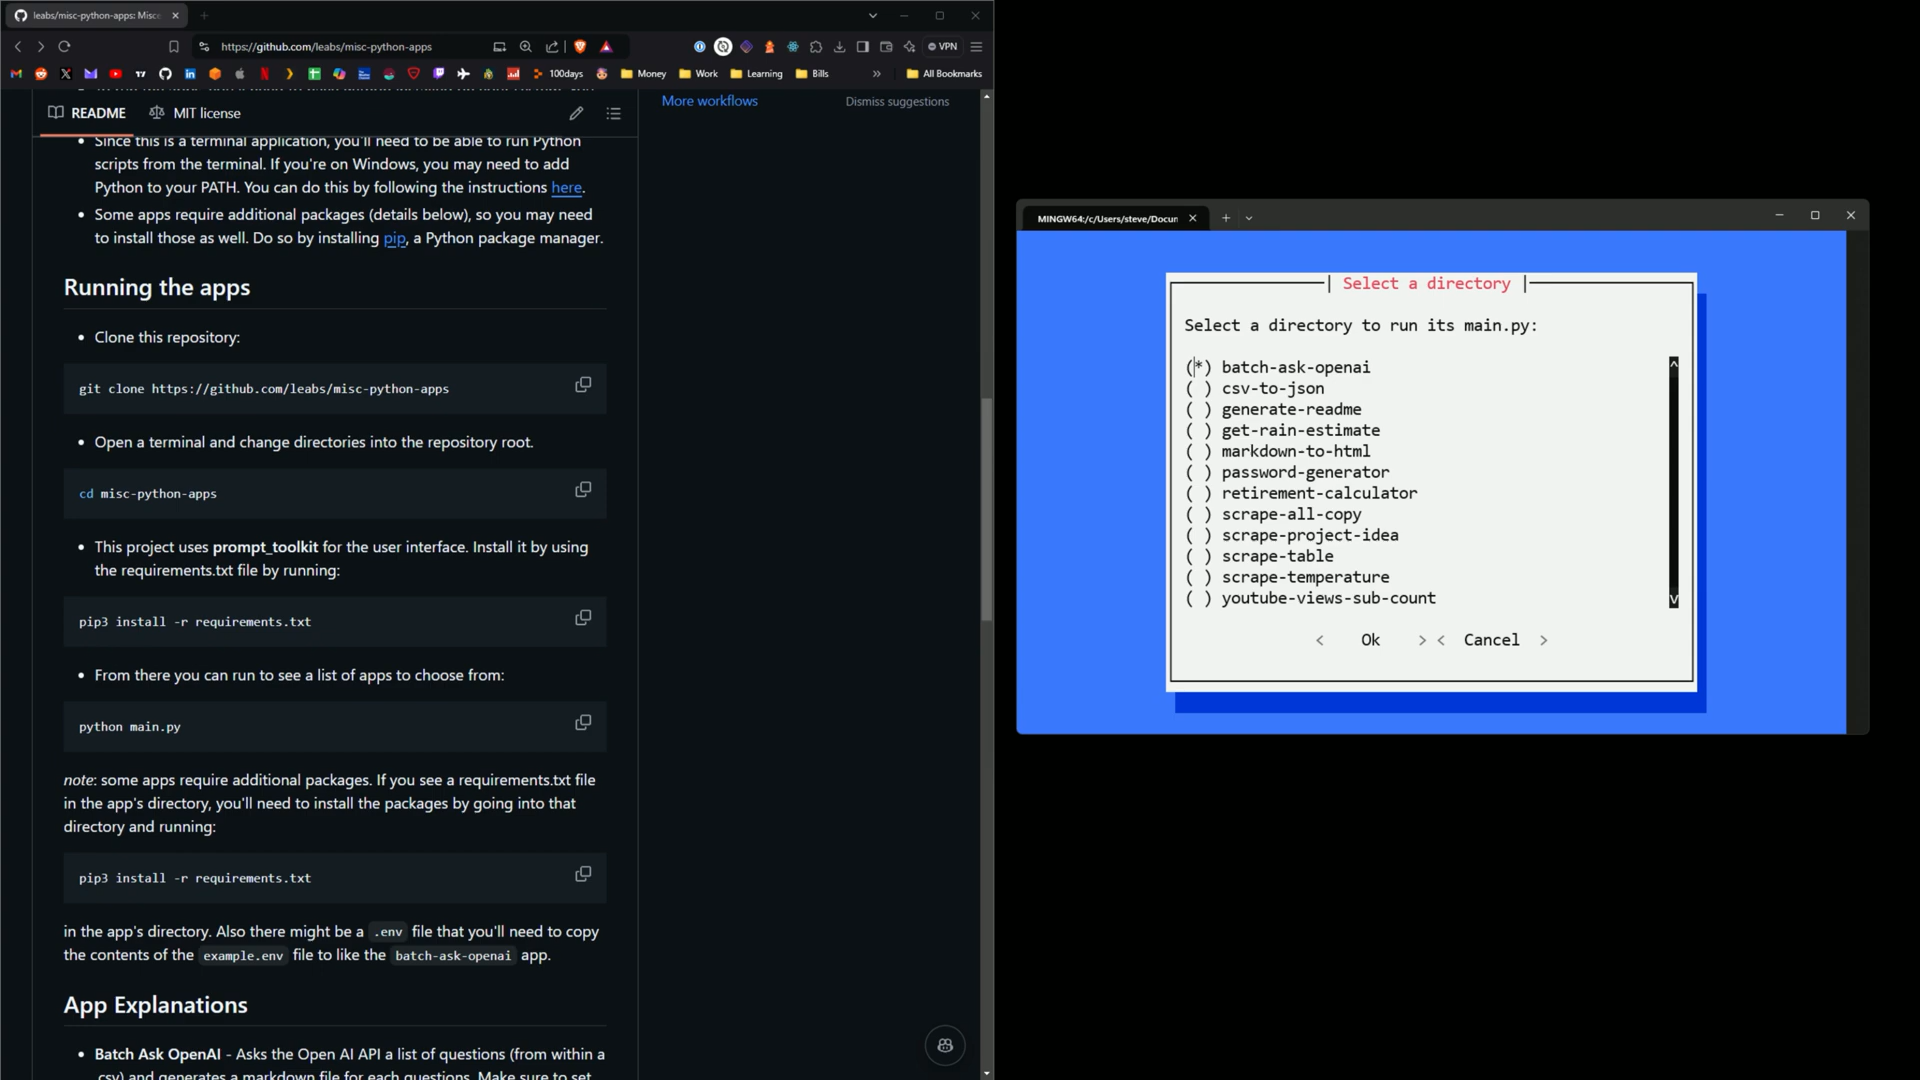 leabs/misc-python-apps: Misce
https://github.com/leabs/misc-python-apps
VPN
100days
Money
Work
Learning
Bills
All Bookmarks
README
MIT license
More workflows
Dismiss suggestions
Since this is a terminal application, you'll need to be able to run Python
scripts from the terminal. If you're on Windows, you may need to add
Python to your PATH. You can do this by following the instructions here.
Some apps require additional packages (details below), so you may need
to install those as well. Do so by installing pip, a Python package manager.
Running the apps
Clone this repository:
git clone https://github.com/leabs/misc-python-apps
Open a terminal and change directories into the repository root.
cd misc-python-apps
This project uses prompt_toolkit for the user interface. Install it by using
the requirements.txt file by running:
pip3 install -r requirements.txt
From there you can run to see a list of apps to choose from:
python main.py
note: some apps require additional packages. If you see a requirements.txt file
in the app's directory, you'll need to install the packages by going into that
directory and running:
pip3 install -r requirements.txt
in the app's directory. Also there might be a .env file that you'll need to copy
the contents of the example.env file to like the batch-ask-openai app.
App Explanations
Batch Ask OpenAI - Asks the Open AI API a list of questions (from within a
csv) and generates a markdown file for each questions. Make sure to set
MINGW64:/c/Users/steve/Docun
Select a directory
Select a directory to run its main.py:
(*) batch-ask-openai
( ) csv-to-json
( ) generate-readme
( ) get-rain-estimate
( ) markdown-to-html
( ) password-generator
( ) retirement-calculator
( ) scrape-all-copy
( ) scrape-project-idea
( ) scrape-table
( ) scrape-temperature
( ) youtube-views-sub-count
< Ok > < Cancel >